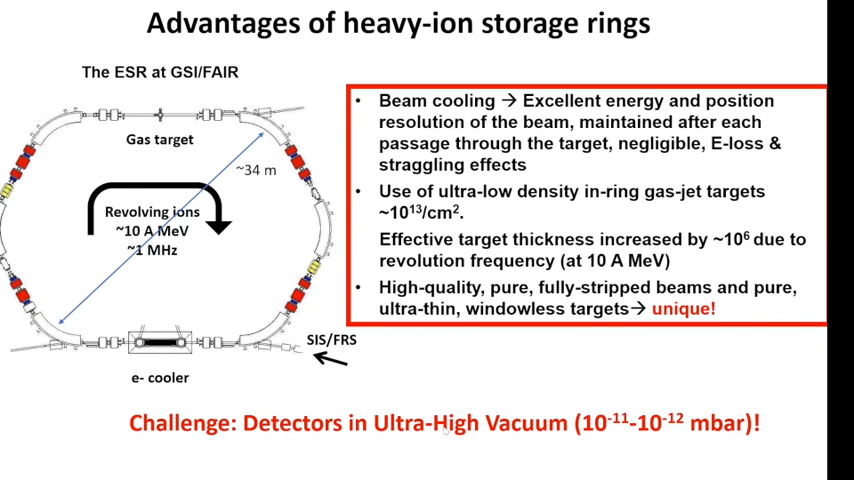 Advantages of heavy-ion storage rings
The ESR at GSI/FAIR
Gas target
~34 m
Revolving ions
~10 A MeV
~1 MHz
SIS/FRS
e- cooler
• Beam cooling → Excellent energy and position
resolution of the beam, maintained after each
passage through the target, negligible, E-loss &
straggling effects
• Use of ultra-low density in-ring gas-jet targets
~10¹³/cm².
Effective target thickness increased by ~10⁶ due to
revolution frequency (at 10 A MeV)
• High-quality, pure, fully-stripped beams and pure,
ultra-thin, windowless targets→ unique!
Challenge: Detectors in Ultra-High Vacuum (10⁻¹¹-10⁻¹² mbar)!